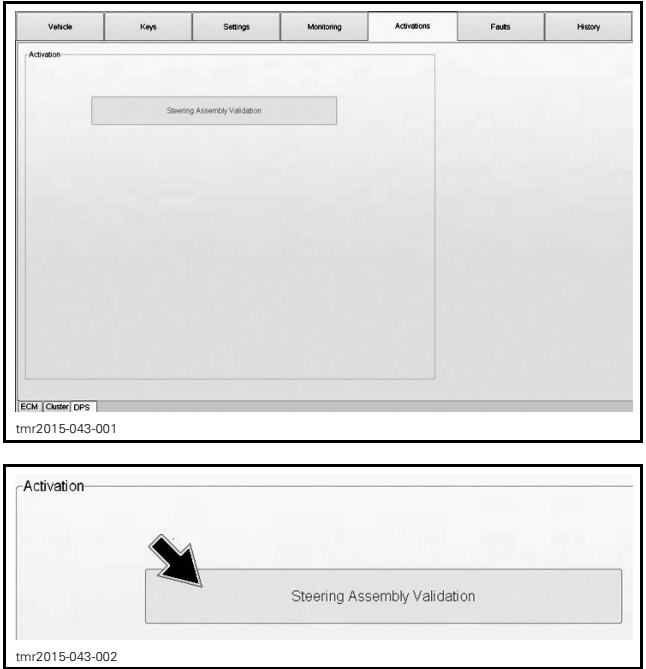 Vehicle Keys Settings Monitoring Activations Faults History
Activation
Steering Assembly Validation
ECM Cluster DPS
tmr2015-043-001
Activation
Steering Assembly Validation
tmr2015-043-002